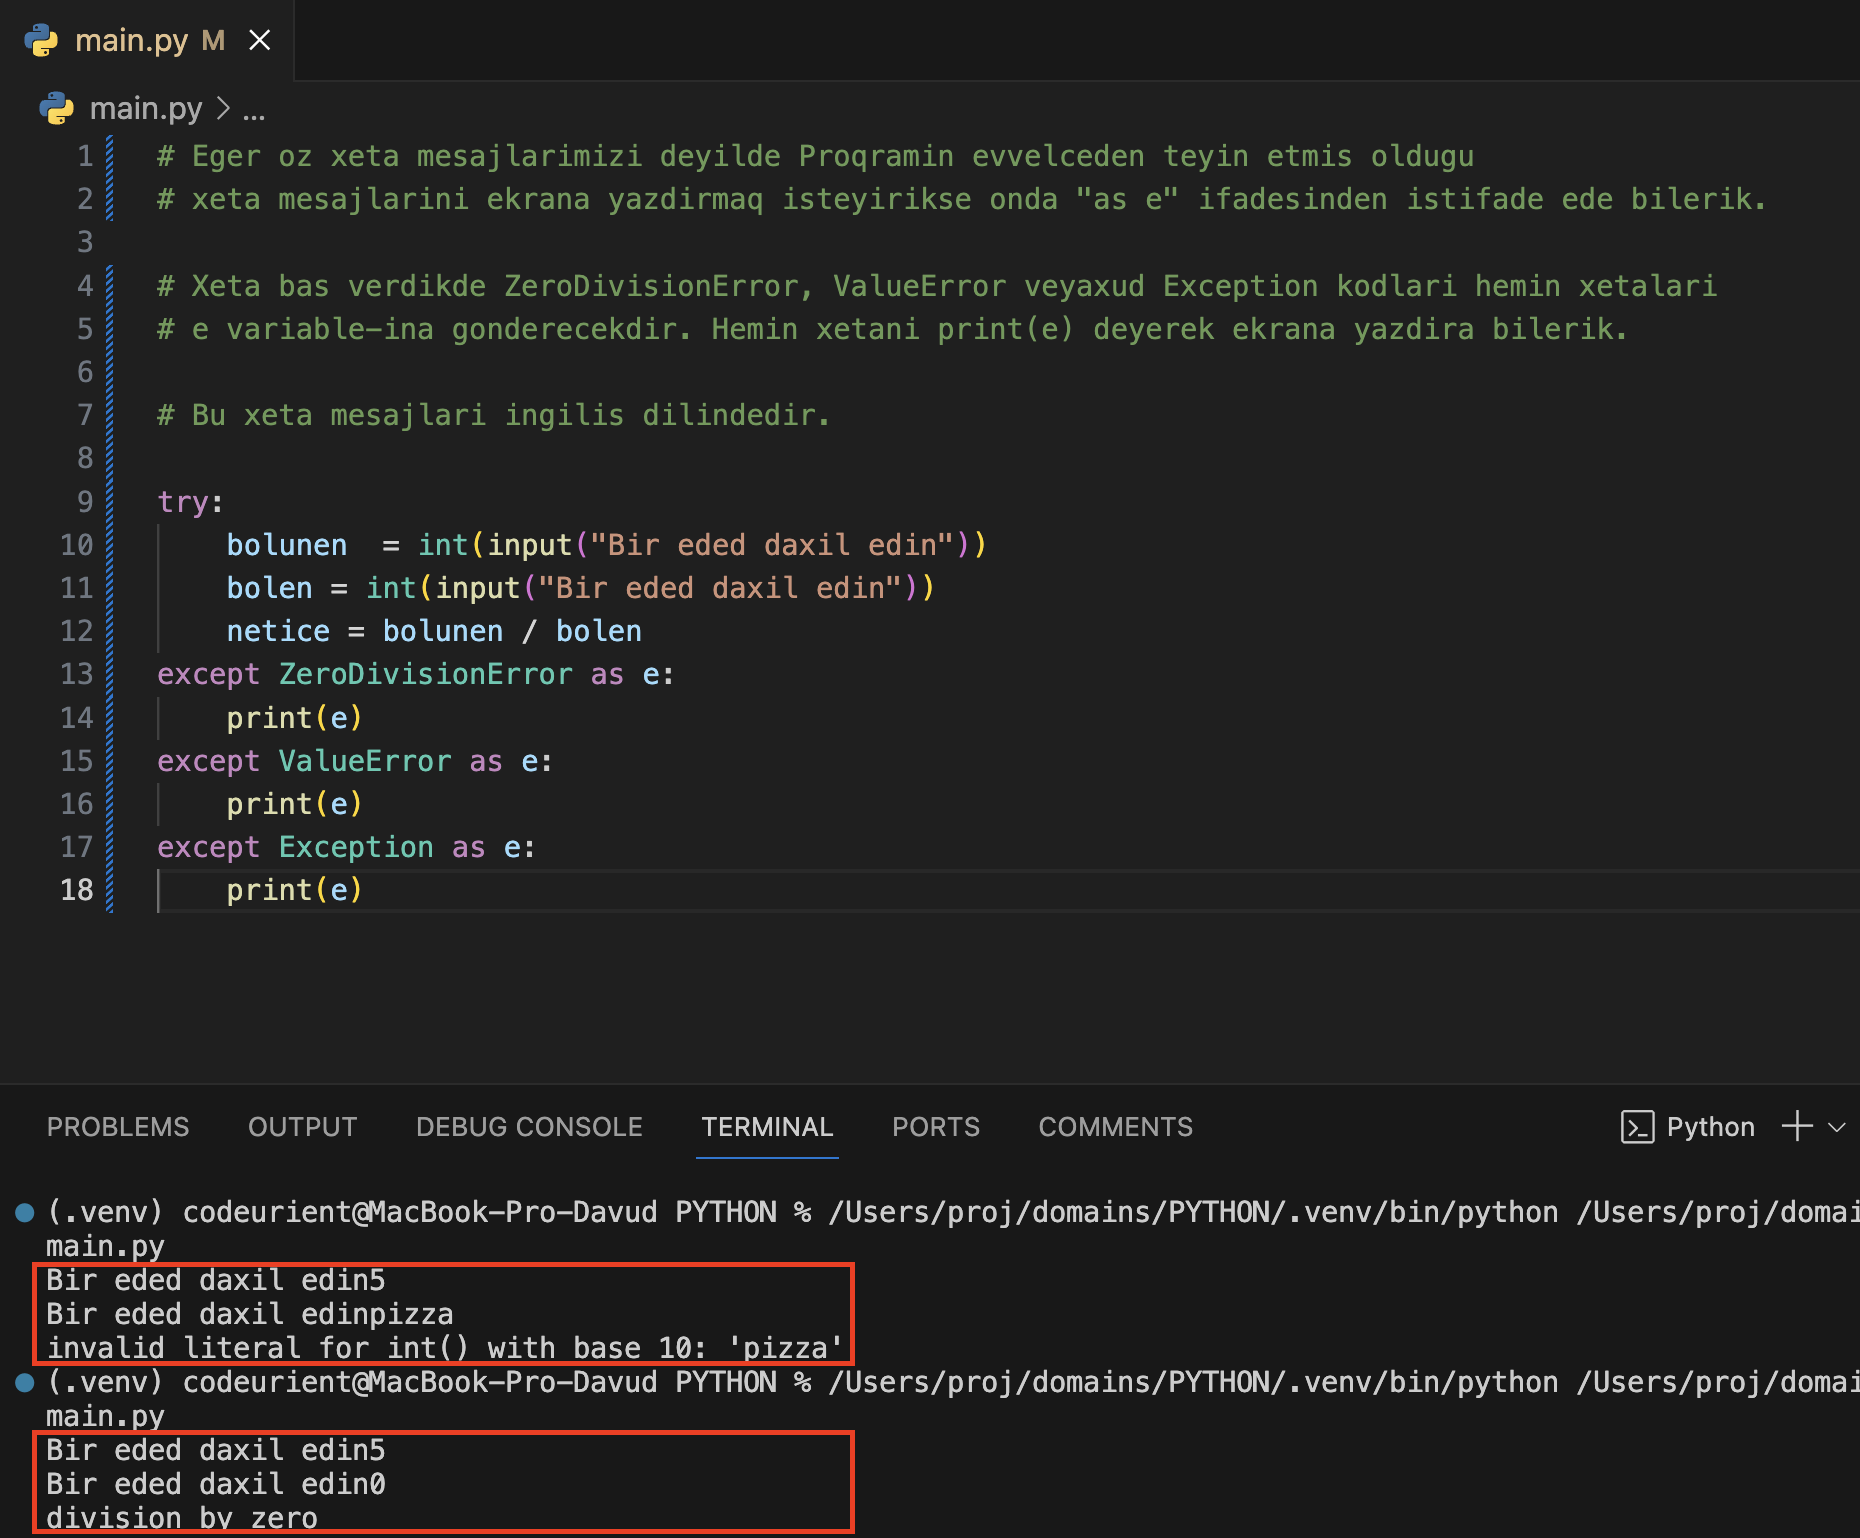 main.py M
main.py > ...
1 # Eger oz xeta mesajlarimizi deyilde Proqramin evvelceden teyin etmis oldugu
2 # xeta mesajlarini ekrana yazdirmaq isteyirikse onda "as e" ifadesinden istifade ede bilerik.
3
4 # Xeta bas verdikde ZeroDivisionError, ValueError veyaxud Exception kodlari hemin xetalari
5 # e variable-ina gonderecekdir. Hemin xetani print(e) deyerek ekrana yazdira bilerik.
6
7 # Bu xeta mesajlari ingilis dilindedir.
8
9 try:
10     bolunen  = int(input("Bir eded daxil edin"))
11     bolen = int(input("Bir eded daxil edin"))
12     netice = bolunen / bolen
13 except ZeroDivisionError as e:
14     print(e)
15 except ValueError as e:
16     print(e)
17 except Exception as e:
18     print(e)
PROBLEMS OUTPUT DEBUG CONSOLE TERMINAL PORTS COMMENTS Python
(.venv) codeurient@MacBook-Pro-Davud PYTHON % /Users/proj/domains/PYTHON/.venv/bin/python /Users/proj/domai
main.py
Bir eded daxil edin5
Bir eded daxil edinpizza
invalid literal for int() with base 10: 'pizza'
(.venv) codeurient@MacBook-Pro-Davud PYTHON % /Users/proj/domains/PYTHON/.venv/bin/python /Users/proj/domai
main.py
Bir eded daxil edin5
Bir eded daxil edin0
division by zero